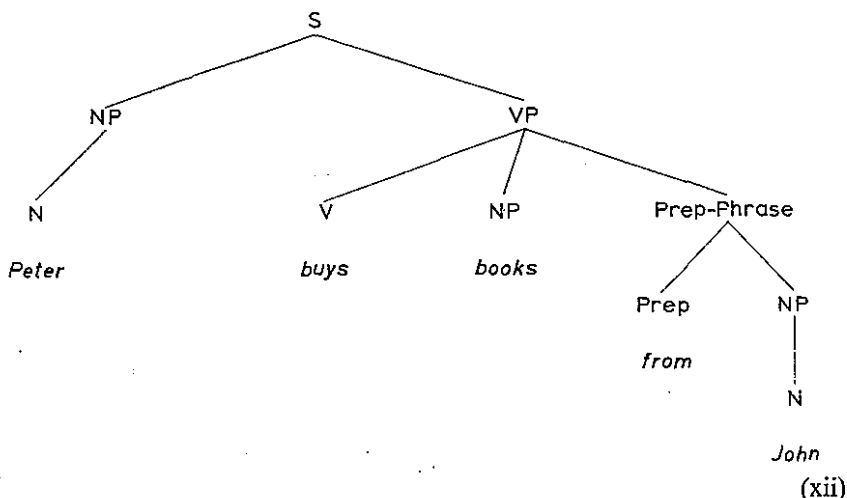 S
NP VP
N V NP Prep-Phrase
Peter buys books
Prep NP
from
N
John
(xii)